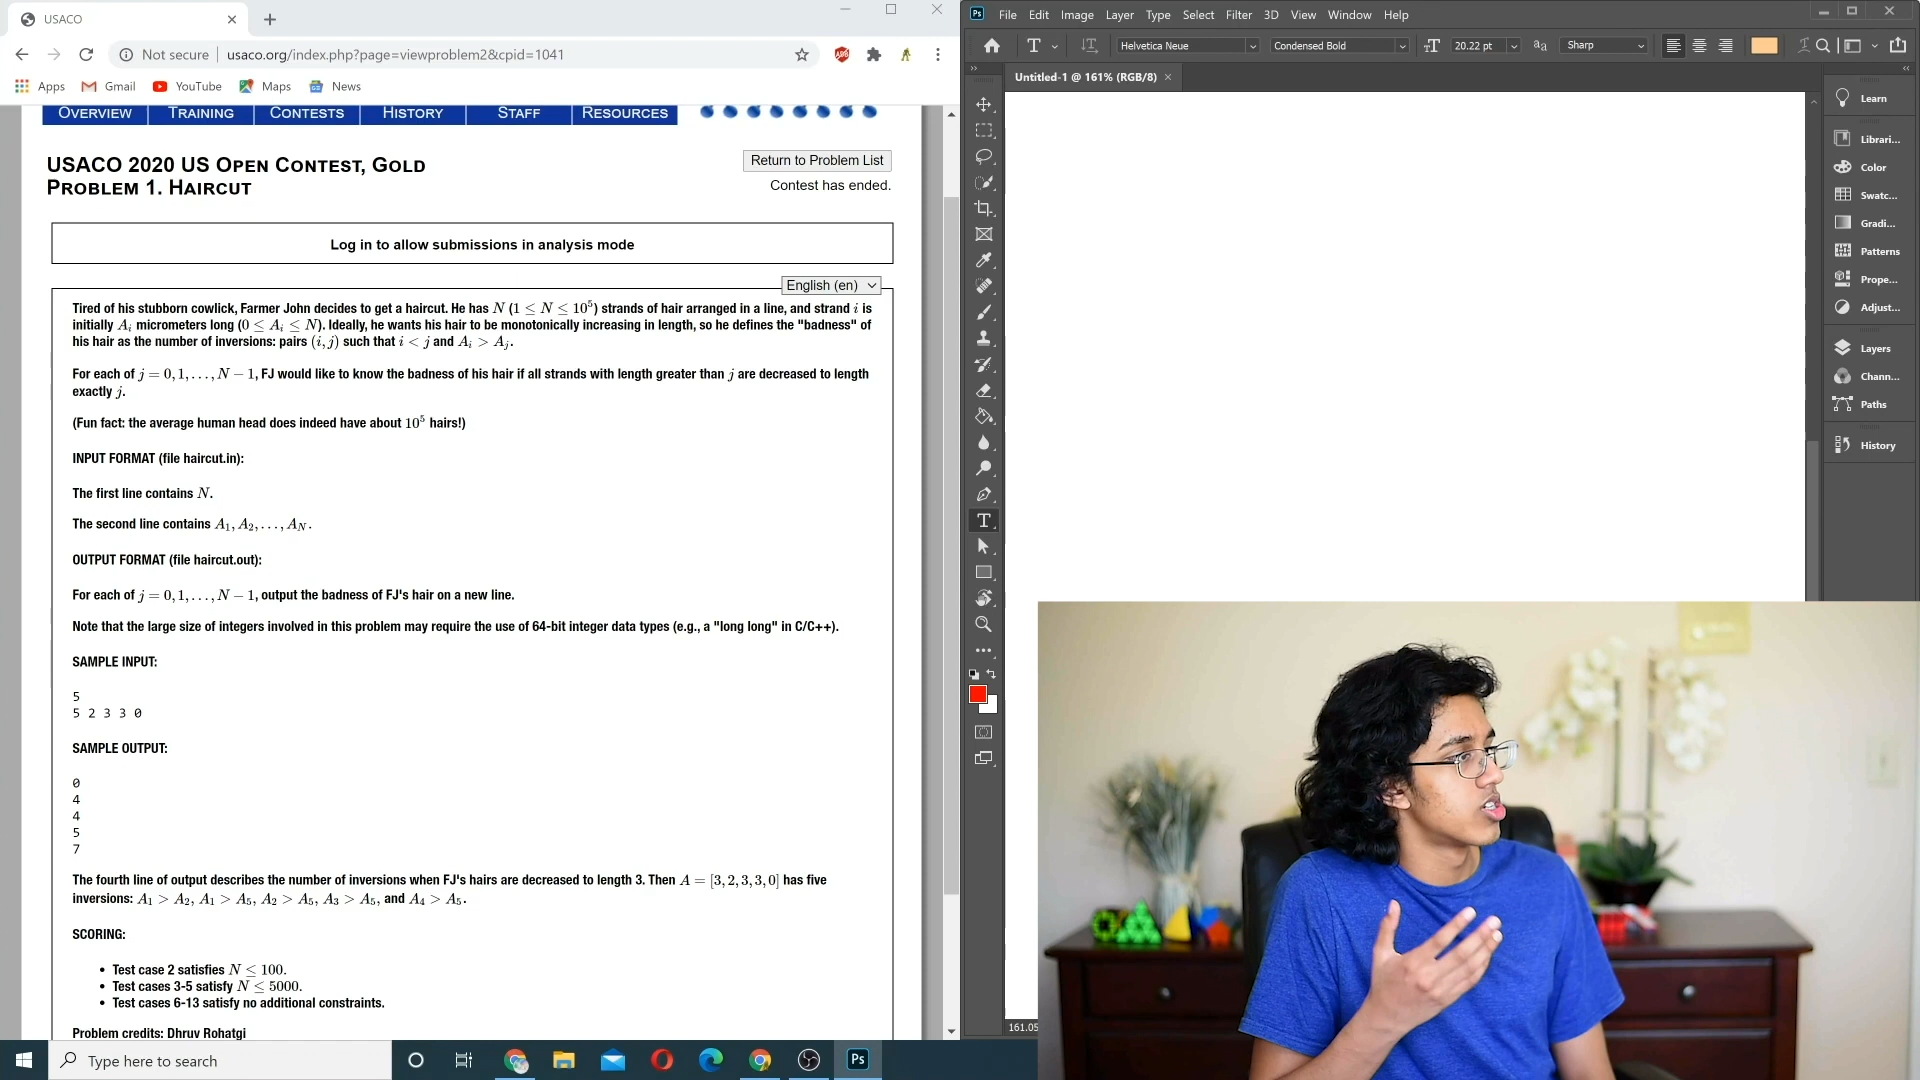 USACO
Not secure
usaco.org/index.php?page=viewproblem2&cpid=1041
Apps
Gmail
YouTube
Maps
News
OVERVIEW
TRAINING
CONTESTS
HISTORY
STAFF
RESOURCES
USACO 2020 US OPEN CONTEST, GOLD
PROBLEM 1. HAIRCUT
Return to Problem List
Contest has ended.
Log in to allow submissions in analysis mode
English (en)
Tired of his stubborn cowlick, Farmer John decides to get a haircut. He has N (1 ≤ N ≤ 10⁵) strands of hair arranged in a line, and strand i is
initially Aᵢ micrometers long (0 ≤ Aᵢ ≤ N). Ideally, he wants his hair to be monotonically increasing in length, so he defines the "badness" of
his hair as the number of inversions: pairs (i, j) such that i < j and Aᵢ > Aⱼ.
For each of j = 0, 1, . . . , N − 1, FJ would like to know the badness of his hair if all strands with length greater than j are decreased to length
exactly j.
(Fun fact: the average human head does indeed have about 10⁵ hairs!)
INPUT FORMAT (file haircut.in):
The first line contains N.
The second line contains A₁, A₂, . . . , A_N.
OUTPUT FORMAT (file haircut.out):
For each of j = 0, 1, . . . , N − 1, output the badness of FJ's hair on a new line.
Note that the large size of integers involved in this problem may require the use of 64-bit integer data types (e.g., a "long long" in C/C++).
SAMPLE INPUT:
5
5 2 3 3 0
SAMPLE OUTPUT:
0
4
4
5
7
The fourth line of output describes the number of inversions when FJ's hairs are decreased to length 3. Then A = [3, 2, 3, 3, 0] has five
inversions: A₁ > A₂, A₁ > A₅, A₂ > A₅, A₃ > A₅, and A₄ > A₅.
SCORING:
• Test case 2 satisfies N ≤ 100.
• Test cases 3-5 satisfy N ≤ 5000.
• Test cases 6-13 satisfy no additional constraints.
Problem credits: Dhruv Rohatgi
Type here to search
Ps
Ps
File
Edit
Image
Layer
Type
Select
Filter
3D
View
Window
Help
T
Helvetica Neue
Condensed Bold
20.22 pt
aa
Sharp
Untitled-1 @ 161% (RGB/8)
Learn
Librari...
Color
Swatc...
Gradi...
Patterns
Prope...
Adjust...
Layers
Chann...
Paths
History
161.05